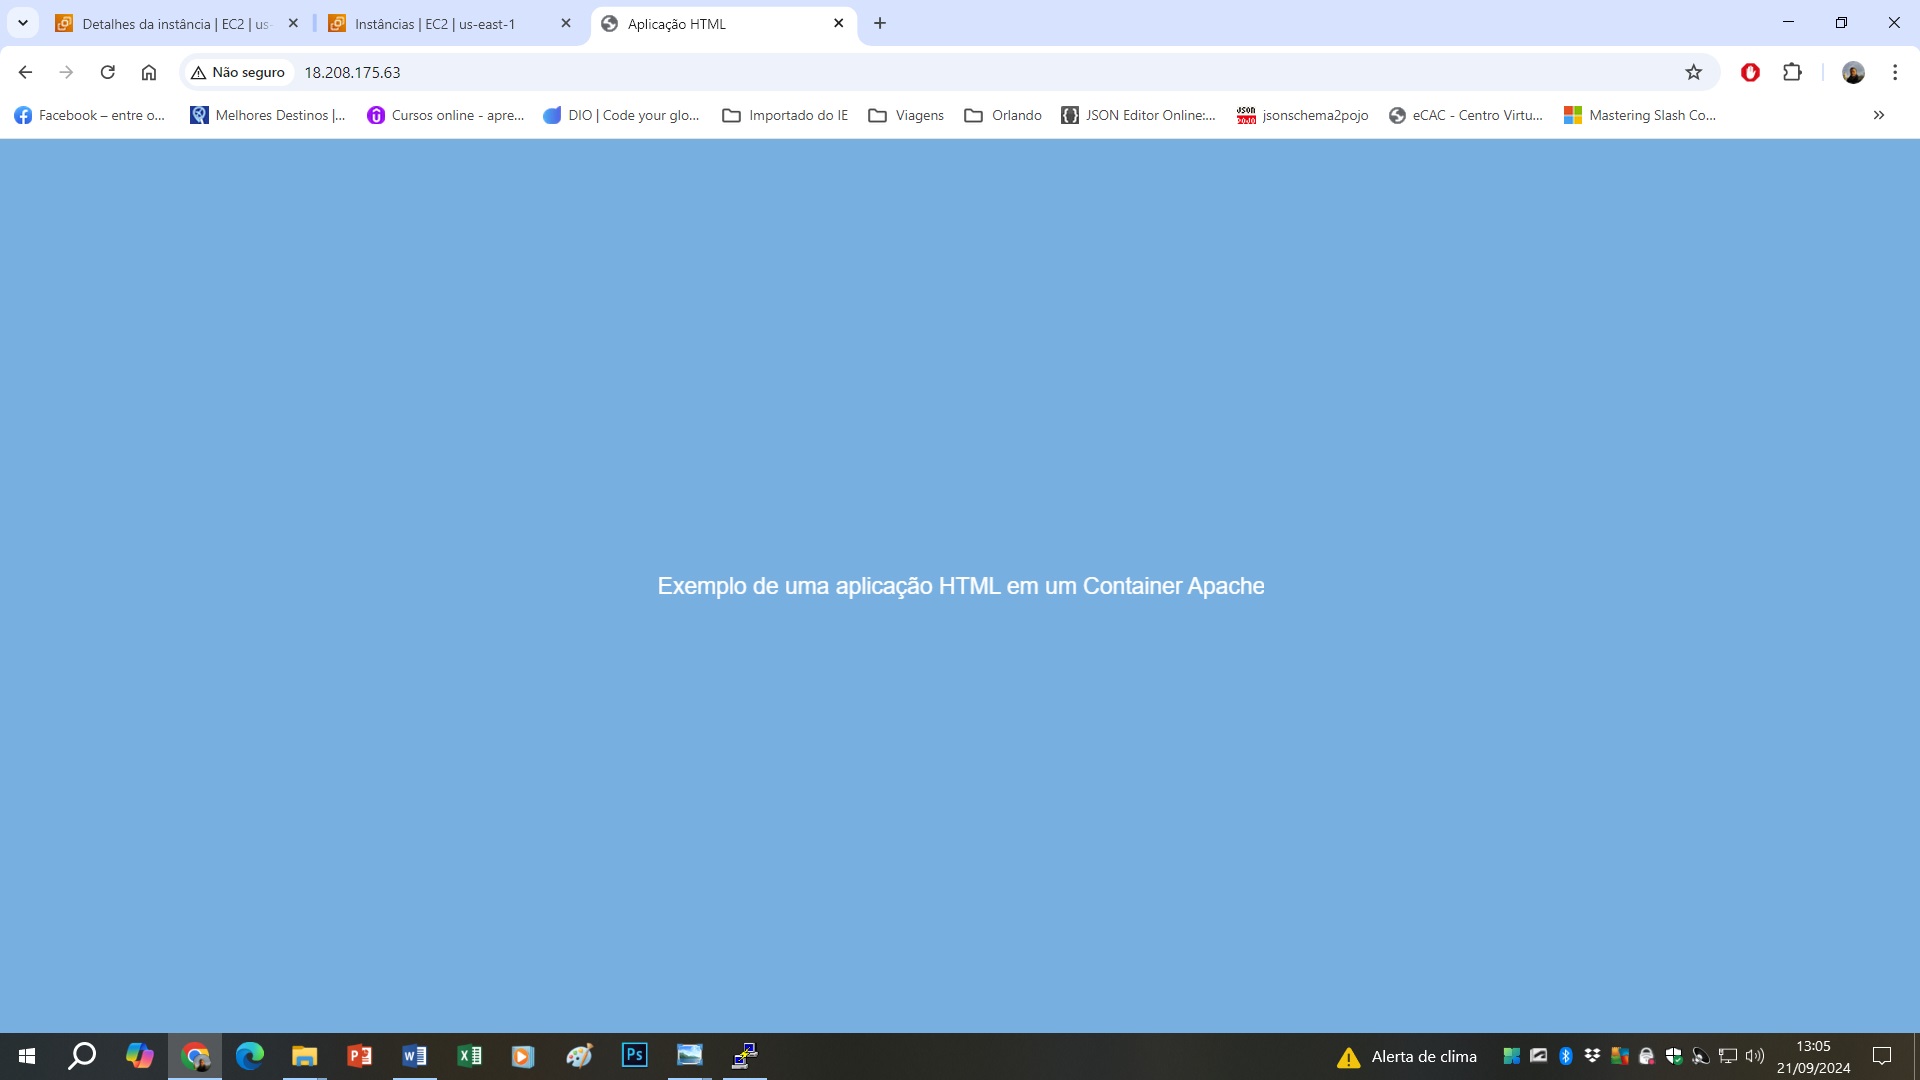 Detalhes da instância | EC2 | us-
Instâncias | EC2 | us-east-1
Aplicação HTML
Não seguro
18.208.175.63
Facebook – entre o...
Melhores Destinos |...
Cursos online - apre...
DIO | Code your glo...
Importado do IE
Viagens
Orlando
JSON Editor Online:...
jsonschema2pojo
eCAC - Centro Virtu...
Mastering Slash Co...
Exemplo de uma aplicação HTML em um Container Apache
Alerta de clima
13:05
21/09/2024